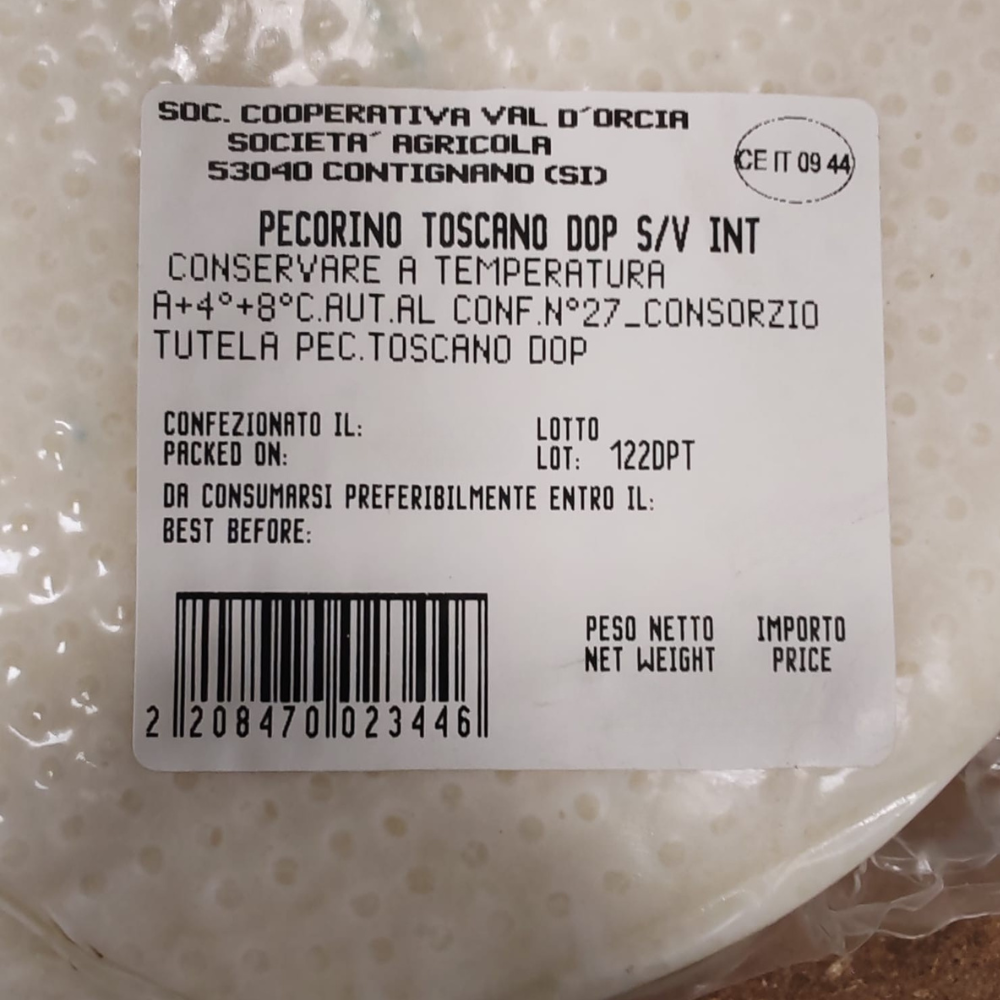 SOC. COOPERATIVA VAL D´ORCIA
SOCIETA´ AGRICOLA
53040 CONTIGNANO (SI)
CE IT 09 44
PECORINO TOSCANO DOP S/V INT
CONSERVARE A TEMPERATURA
A+4°+8°C.AUT.AL CONF.N°27_CONSORZIO
TUTELA PEC.TOSCANO DOP
CONFEZIONATO IL:
PACKED ON:
LOTTO
LOT: 122DPT
DA CONSUMARSI PREFERIBILMENTE ENTRO IL:
BEST BEFORE:
PESO NETTO
NET WEIGHT
IMPORTO
PRICE
2 208470 023446